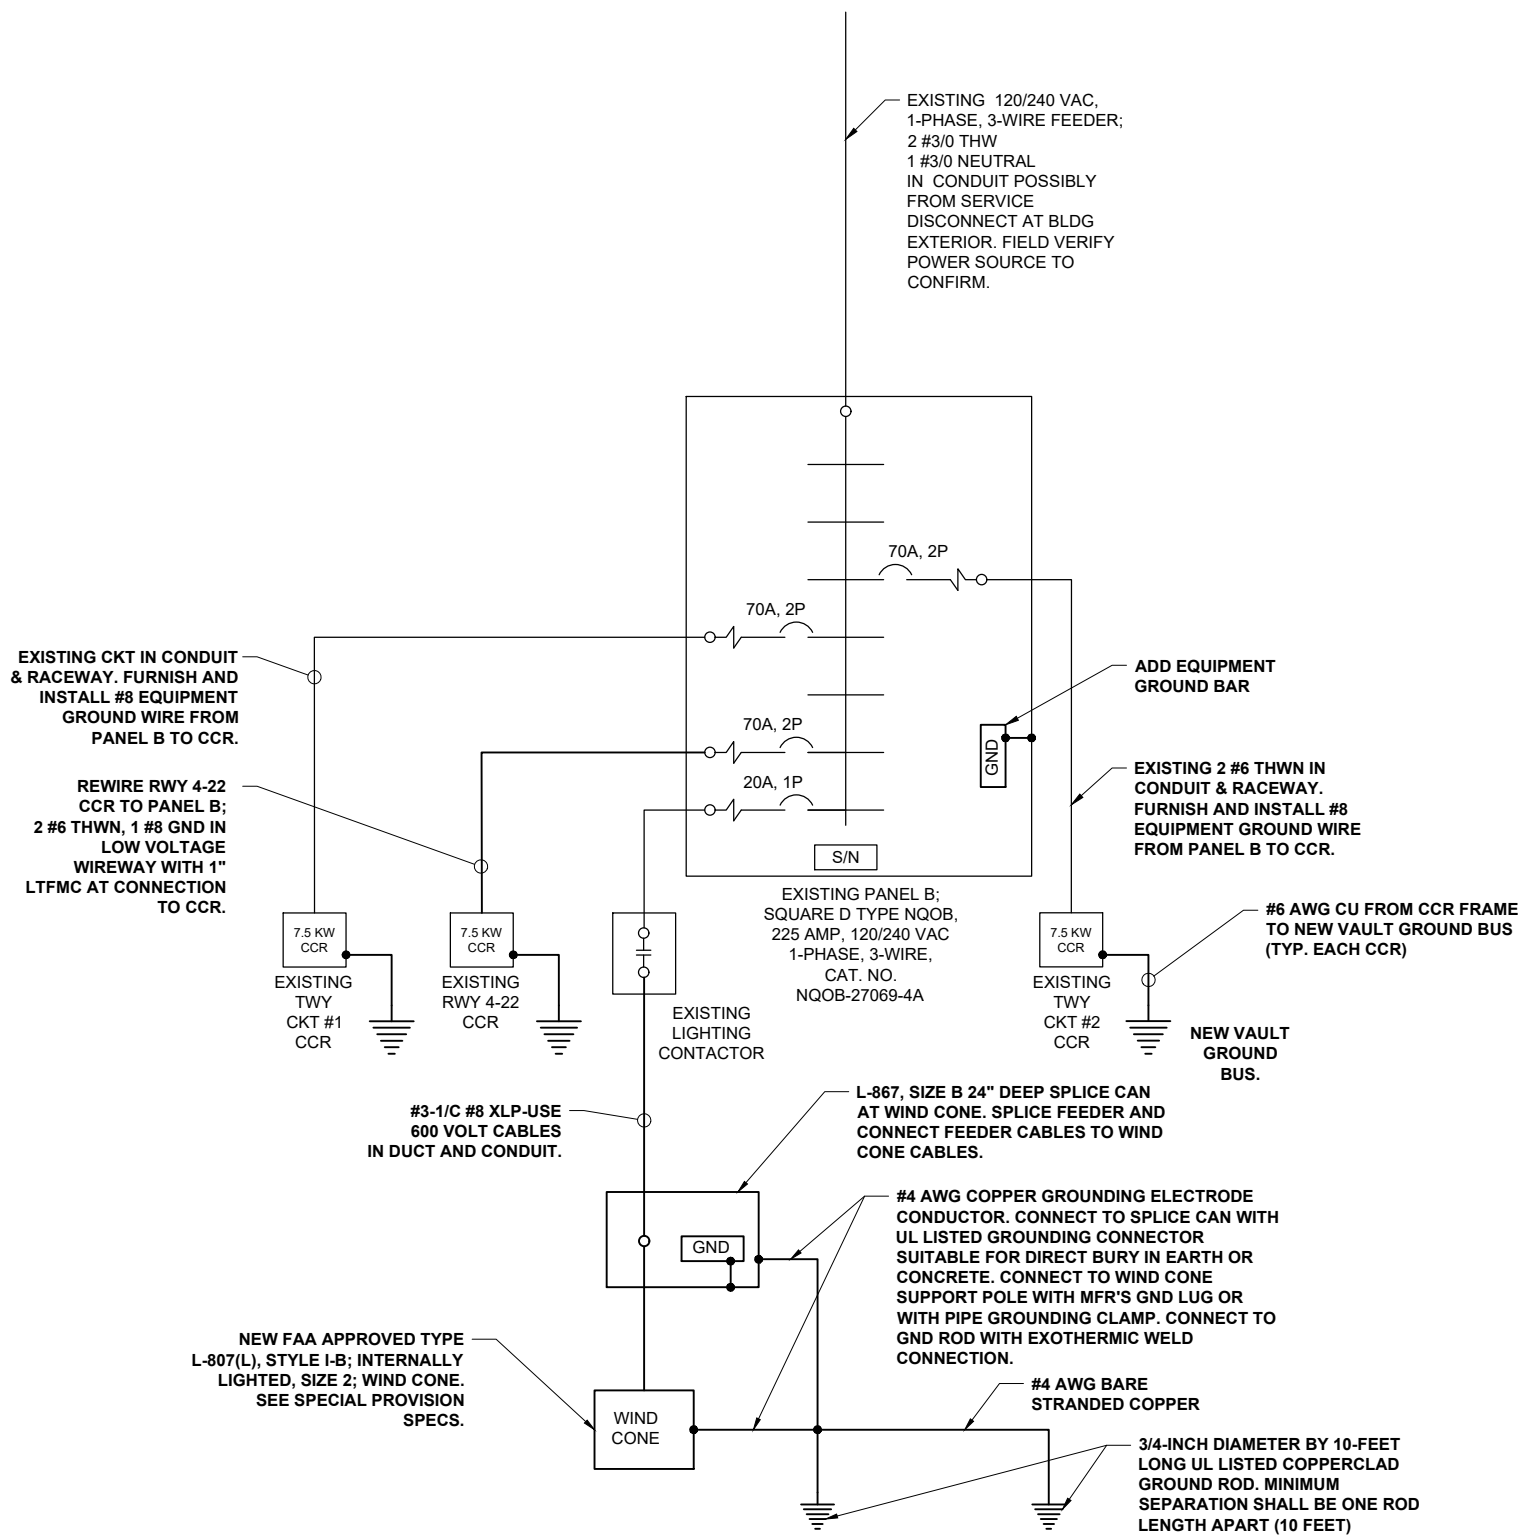 EXISTING 120/240 VAC,
1-PHASE, 3-WIRE FEEDER;
2 #3/0 THW
1 #3/0 NEUTRAL
IN CONDUIT POSSIBLY
FROM SERVICE
DISCONNECT AT BLDG
EXTERIOR. FIELD VERIFY
POWER SOURCE TO
CONFIRM.
70A, 2P
70A, 2P
EXISTING CKT IN CONDUIT
& RACEWAY. FURNISH AND
INSTALL #8 EQUIPMENT
GROUND WIRE FROM
PANEL B TO CCR.
ADD EQUIPMENT
GROUND BAR
70A, 2P
GND
REWIRE RWY 4-22
CCR TO PANEL B;
2 #6 THWN, 1 #8 GND IN
LOW VOLTAGE
WIREWAY WITH 1"
LTFMC AT CONNECTION
TO CCR.
20A, 1P
EXISTING 2 #6 THWN IN
CONDUIT & RACEWAY.
FURNISH AND INSTALL #8
EQUIPMENT GROUND WIRE
FROM PANEL B TO CCR.
S/N
EXISTING PANEL B;
SQUARE D TYPE NQOB,
225 AMP, 120/240 VAC
1-PHASE, 3-WIRE,
CAT. NO.
NQOB-27069-4A
#6 AWG CU FROM CCR FRAME
TO NEW VAULT GROUND BUS
(TYP. EACH CCR)
7.5 KW
CCR
EXISTING
TWY
CKT #1
CCR
7.5 KW
CCR
EXISTING
RWY 4-22
CCR
EXISTING
LIGHTING
CONTACTOR
7.5 KW
CCR
EXISTING
TWY
CKT #2
CCR
NEW VAULT
GROUND
BUS.
#3-1/C #8 XLP-USE
600 VOLT CABLES
IN DUCT AND CONDUIT.
L-867, SIZE B 24" DEEP SPLICE CAN
AT WIND CONE. SPLICE FEEDER AND
CONNECT FEEDER CABLES TO WIND
CONE CABLES.
GND
#4 AWG COPPER GROUNDING ELECTRODE
CONDUCTOR. CONNECT TO SPLICE CAN WITH
UL LISTED GROUNDING CONNECTOR
SUITABLE FOR DIRECT BURY IN EARTH OR
CONCRETE. CONNECT TO WIND CONE
SUPPORT POLE WITH MFR'S GND LUG OR
WITH PIPE GROUNDING CLAMP. CONNECT TO
GND ROD WITH EXOTHERMIC WELD
CONNECTION.
NEW FAA APPROVED TYPE
L-807(L), STYLE I-B; INTERNALLY
LIGHTED, SIZE 2; WIND CONE.
SEE SPECIAL PROVISION
SPECS.
WIND
CONE
#4 AWG BARE
STRANDED COPPER
3/4-INCH DIAMETER BY 10-FEET
LONG UL LISTED COPPERCLAD
GROUND ROD. MINIMUM
SEPARATION SHALL BE ONE ROD
LENGTH APART (10 FEET)